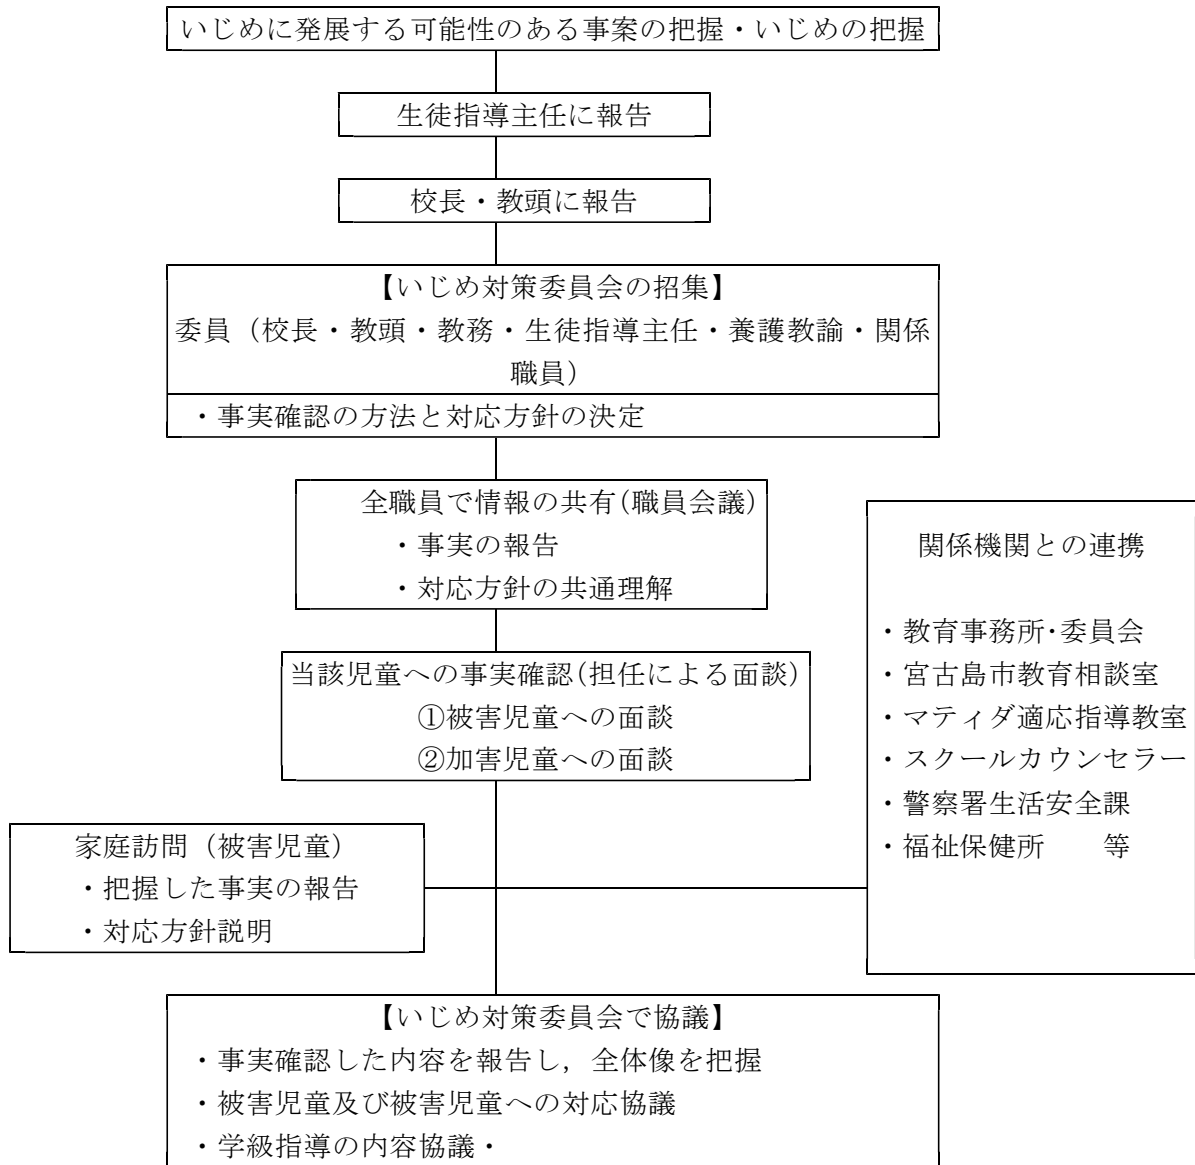 いじめに発展する可能性のある事案の把握・いじめの把握
生徒指導主任に報告
校長・教頭に報告
【いじめ対策委員会の招集】
委員（校長・教頭・教務・生徒指導主任・養護教諭・関係
職員）
・事実確認の方法と対応方針の決定
全職員で情報の共有(職員会議)
・事実の報告
・対応方針の共通理解
当該児童への事実確認(担任による面談)
①被害児童への面談
②加害児童への面談
関係機関との連携
・教育事務所･委員会
・宮古島市教育相談室
・マティダ適応指導教室
・スクールカウンセラー
・警察署生活安全課
・福祉保健所　　等
家庭訪問（被害児童）
・把握した事実の報告
・対応方針説明
【いじめ対策委員会で協議】
・事実確認した内容を報告し，全体像を把握
・被害児童及び被害児童への対応協議
・学級指導の内容協議・